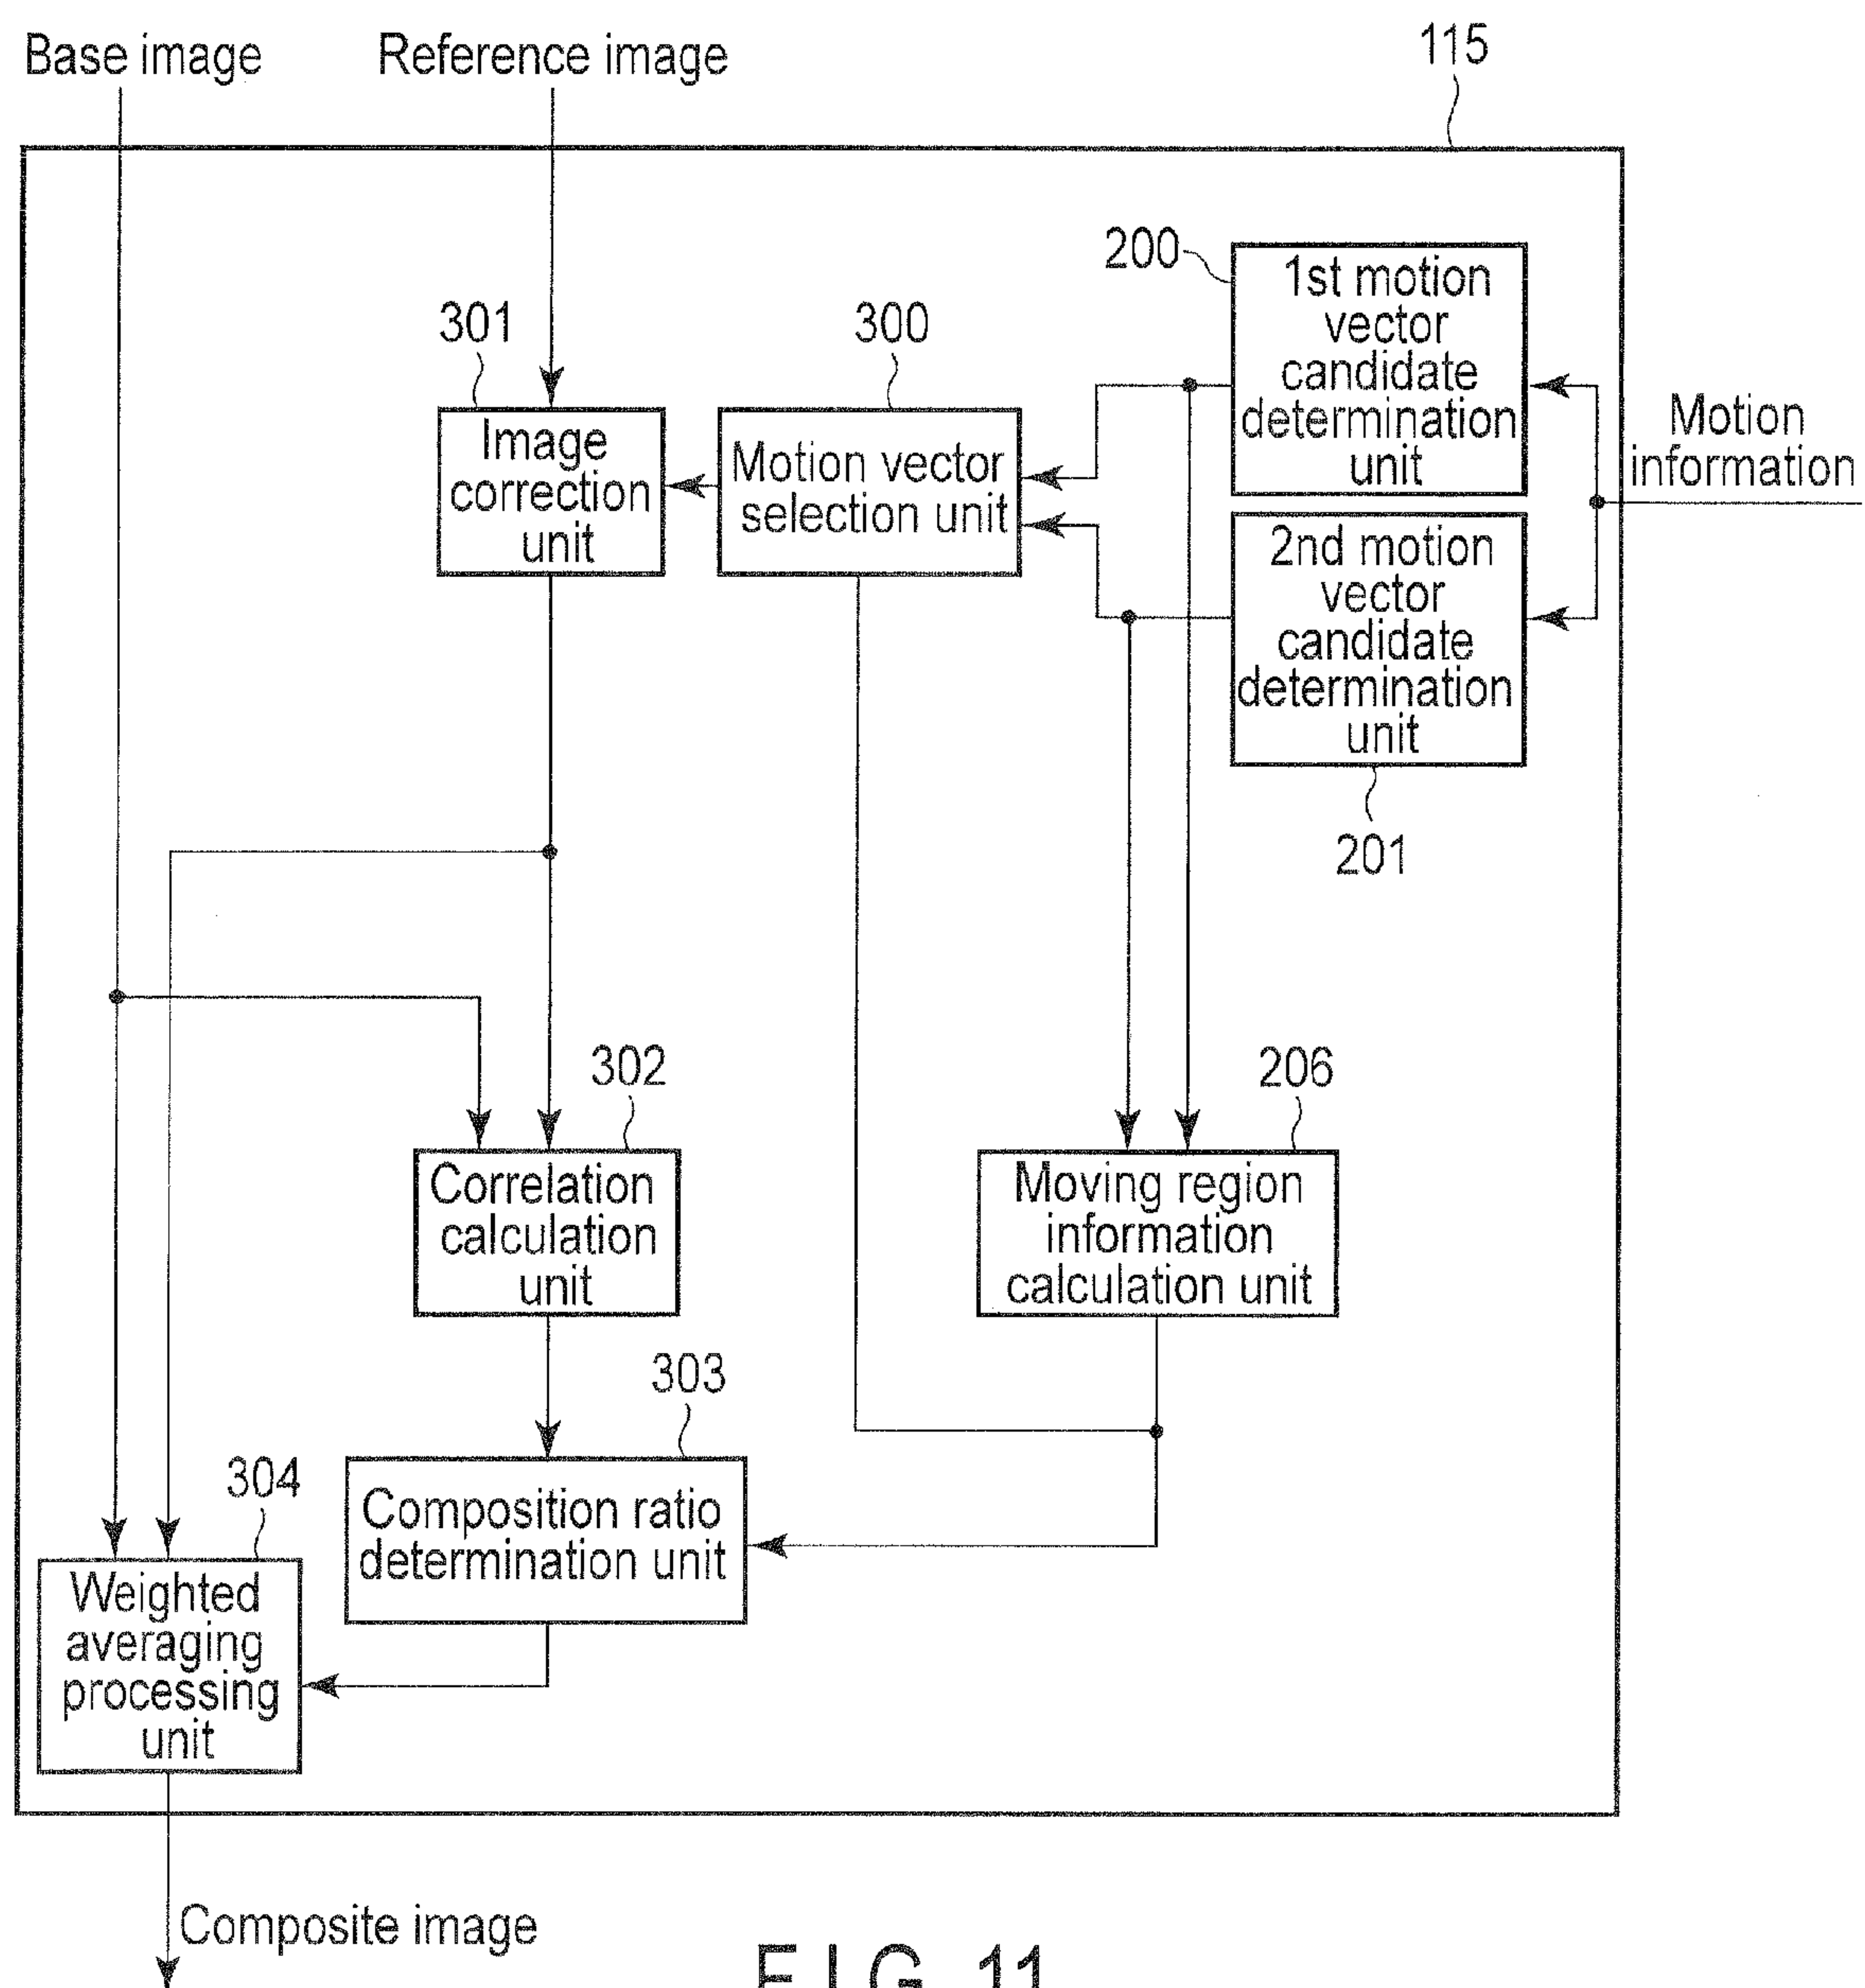 Base image
Reference image
115
200
1st motion
vector
candidate
determination
unit
301
300
Image
correction
unit
Motion vector
selection unit
Motion
information
2nd motion
vector
candidate
determination
unit
201
302
206
Correlation
calculation
unit
Moving region
information
calculation unit
303
Composition ratio
determination unit
304
Weighted
averaging
processing
unit
Composite image
FIG. 11